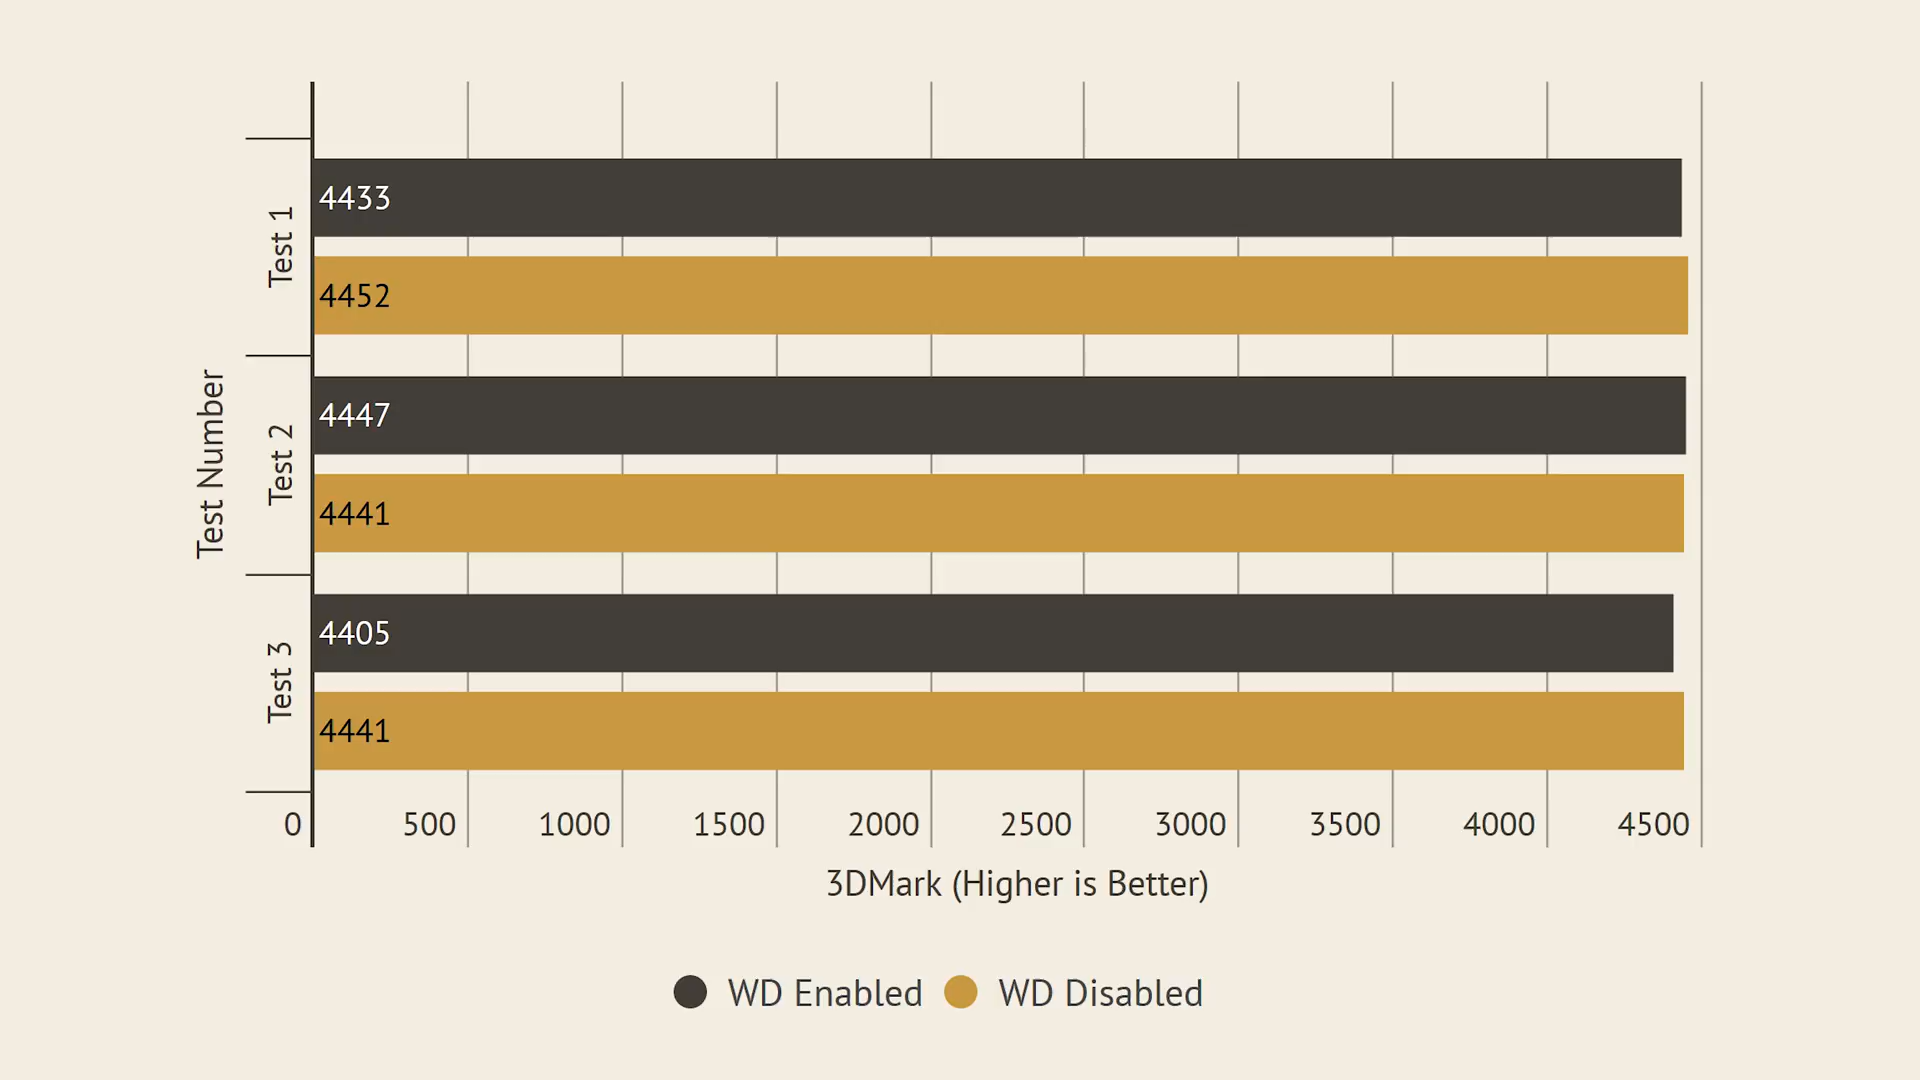 Test Number
Test 1
4433
4452
Test 2
4447
4441
Test 3
4405
4441
0 500 1000 1500 2000 2500 3000 3500 4000 4500
3DMark (Higher is Better)
WD Enabled WD Disabled